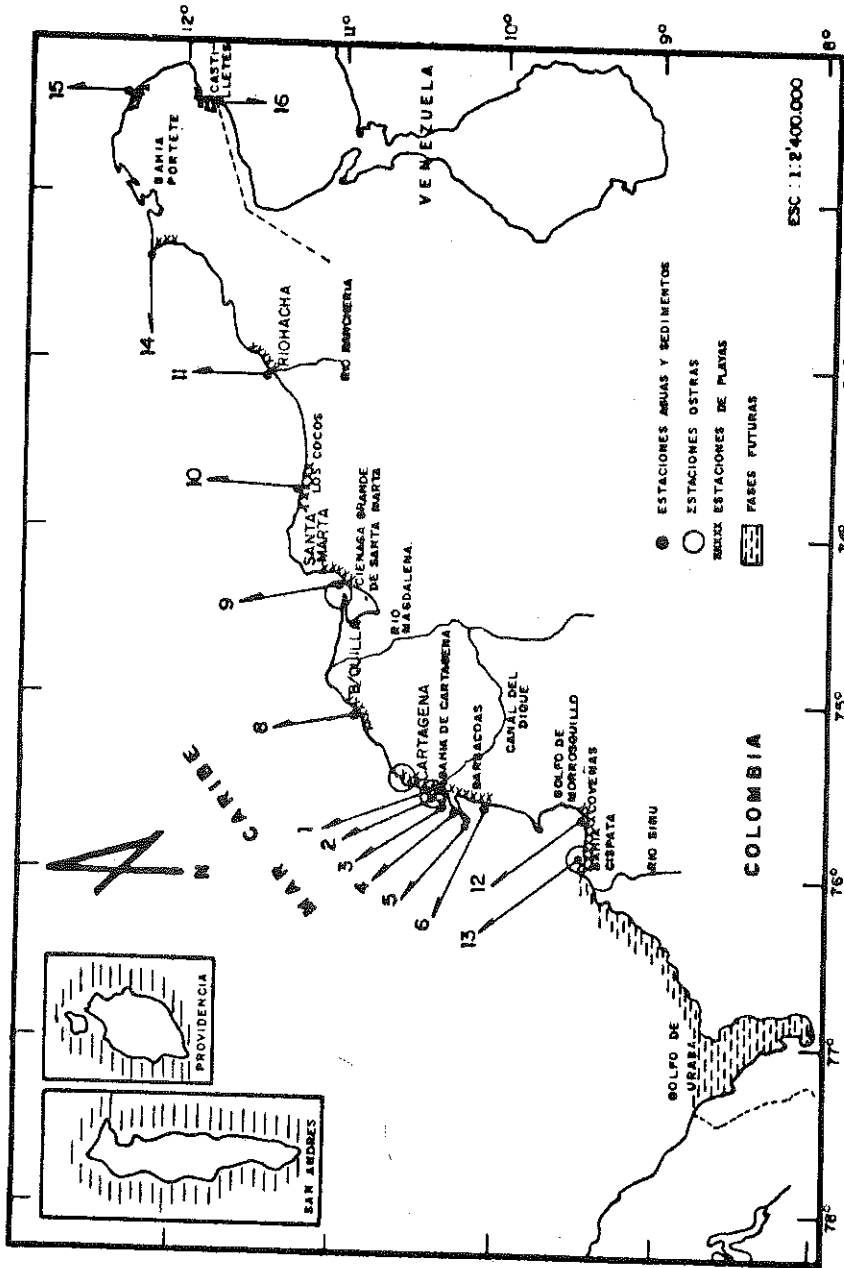 SAN ANDRES
PROVIDENCIA
N
MAR CARIBE
1
2
3
4
5
6
12
13
8
9
10
11
14
15
16
12°
11°
10°
9°
8°
78°
77°
76°
75°
BAHIA
PORTETE
CASTI-
LLETES
RIOHACHA
RIO RANCHERIA
LOS COCOS
SANTA
MARTA
CIENAGA GRANDE
DE SANTA MARTA
B/QUILLA
RIO
MAGDALENA.
CARTAGENA
BAHIA DE CARTAGENA
BARBACOAS
CANAL DEL
DIQUE
GOLFO DE
MORROSQUILLO
COVEÑAS
BAHIA
CISPATA
RIO SINU
GOLFO DE
URABA
COLOMBIA
VENEZUELA
ESTACIONES AGUAS Y SEDIMENTOS
ESTACIONES OSTRAS
XXXXX ESTACIONES DE PLAYAS
FASES FUTURAS
ESC : 1:2'400.000